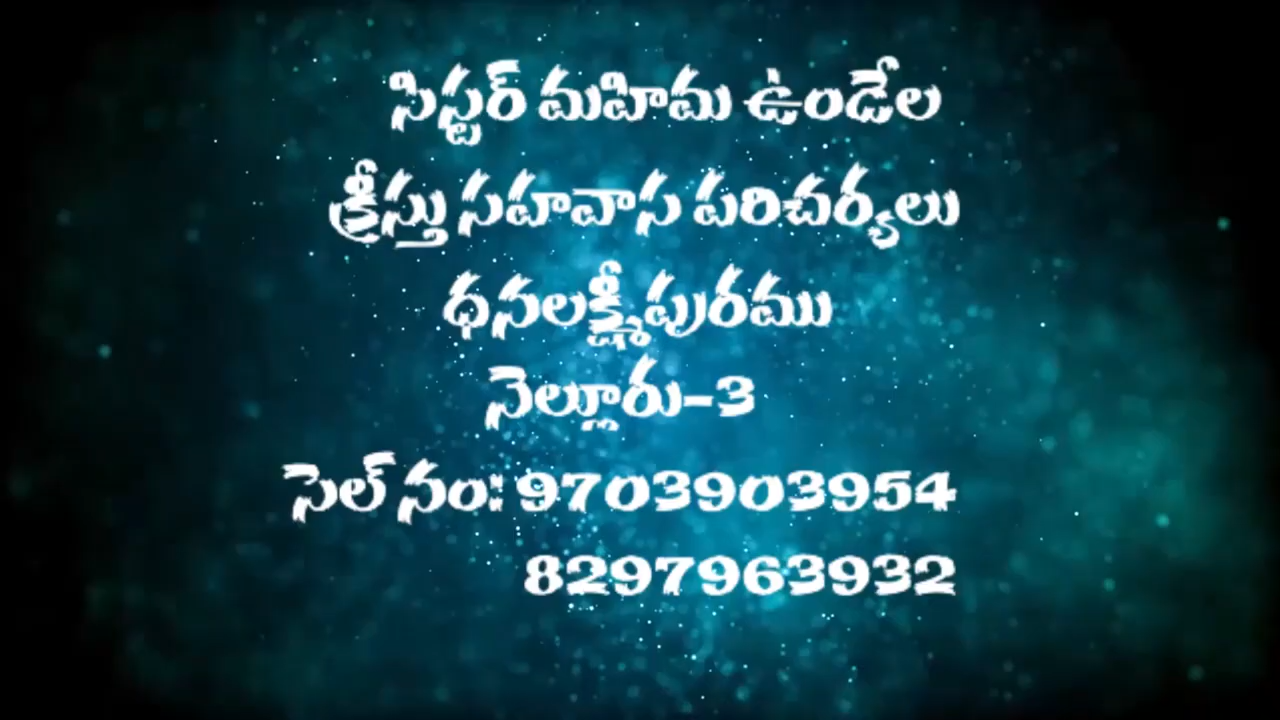 సిస్టర్ మహిమ ఉండేల
క్రీస్తు సహవాస పరిచర్యలు
ధనలక్ష్మీపురము
నెల్లూరు-3
సెల్ నం: 9703903954
8297963932